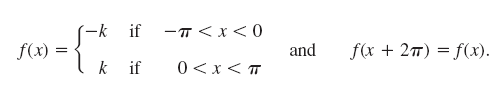 -k if -π < x < 0
f(x) = { and f(x + 2π) = f(x).
k if 0 < x < π